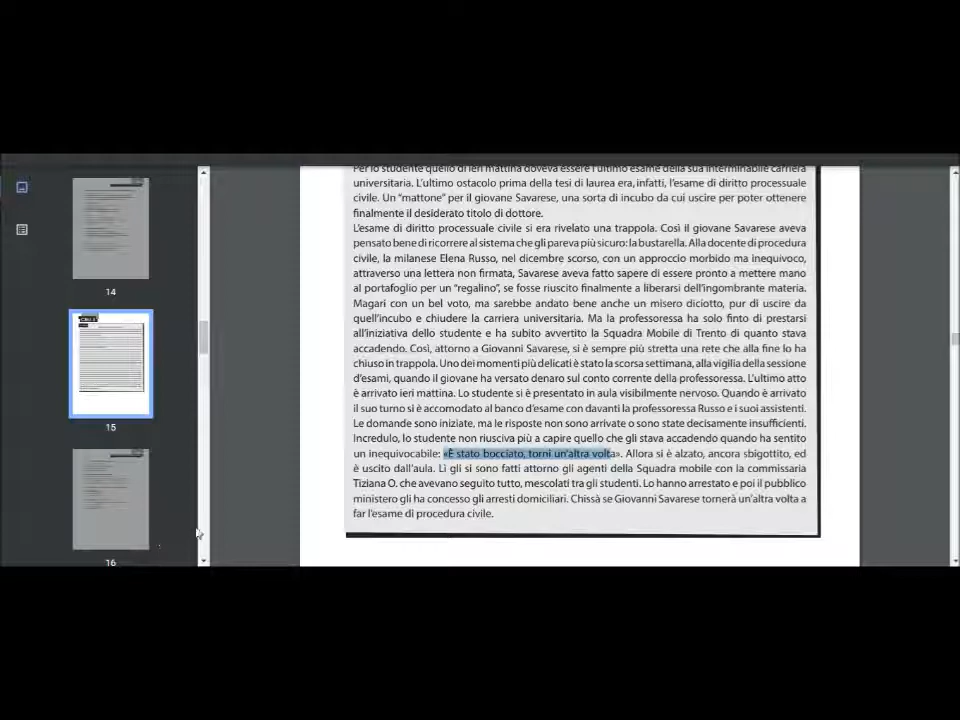 Per lo studente quello di ieri mattina doveva essere l'ultimo esame della sua interminabile carriera
universitaria. L'ultimo ostacolo prima della tesi di laurea era, infatti, l'esame di diritto processuale
civile. Un "mattone" per il giovane Savarese, una sorta di incubo da cui uscire per poter ottenere
finalmente il desiderato titolo di dottore.
L'esame di diritto processuale civile si era rivelato una trappola. Così il giovane Savarese aveva
pensato bene di ricorrere al sistema che gli pareva più sicuro: la bustarella. Alla docente di procedura
civile, la milanese Elena Russo, nel dicembre scorso, con un approccio morbido ma inequivoco,
attraverso una lettera non firmata, Savarese aveva fatto sapere di essere pronto a mettere mano
al portafoglio per un "regalino", se fosse riuscito finalmente a liberarsi dell'ingombrante materia.
Magari con un bel voto, ma sarebbe andato bene anche un misero diciotto, pur di uscire da
quell'incubo e chiudere la carriera universitaria. Ma la professoressa ha solo finto di prestarsi
all'iniziativa dello studente e ha subito avvertito la Squadra Mobile di Trento di quanto stava
accadendo. Così, attorno a Giovanni Savarese, si è sempre più stretta una rete che alla fine lo ha
chiuso in trappola. Uno dei momenti più delicati è stato la scorsa settimana, alla vigilia della sessione
d'esami, quando il giovane ha versato denaro sul conto corrente della professoressa. L'ultimo atto
è arrivato ieri mattina. Lo studente si è presentato in aula visibilmente nervoso. Quando è arrivato
il suo turno si è accomodato al banco d'esame con davanti la professoressa Russo e i suoi assistenti.
Le domande sono iniziate, ma le risposte non sono arrivate o sono state decisamente insufficienti.
Incredulo, lo studente non riusciva più a capire quello che gli stava accadendo quando ha sentito
un inequivocabile: «È stato bocciato, torni un'altra volta». Allora si è alzato, ancora sbigottito, ed
è uscito dall'aula. Lì gli si sono fatti attorno gli agenti della Squadra mobile con la commissaria
Tiziana O. che avevano seguito tutto, mescolati tra gli studenti. Lo hanno arrestato e poi il pubblico
ministero gli ha concesso gli arresti domiciliari. Chissà se Giovanni Savarese tornerà un'altra volta a
far l'esame di procedura civile.
14
15
16